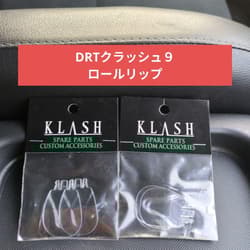 DRTクラッシュ９
ロールリップ
KLASH
SPARE PARTS
CUSTOM ACCESSORIES
KLASH
SPARE PARTS
CUSTOM ACCESSORIES